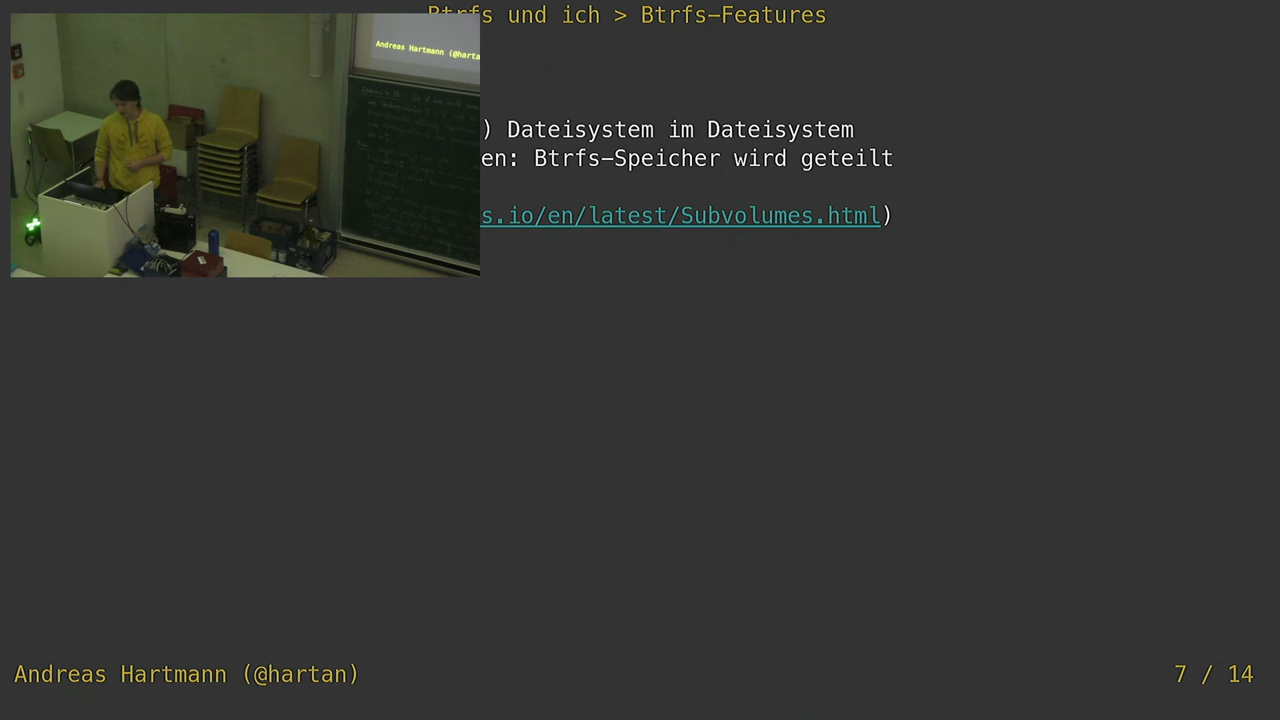 Btrfs und ich > Btrfs-Features
Andreas Hartmann (@harta
) Dateisystem im Dateisystem
en: Btrfs-Speicher wird geteilt
s.io/en/latest/Subvolumes.html)
Andreas Hartmann (@hartan)
7 / 14